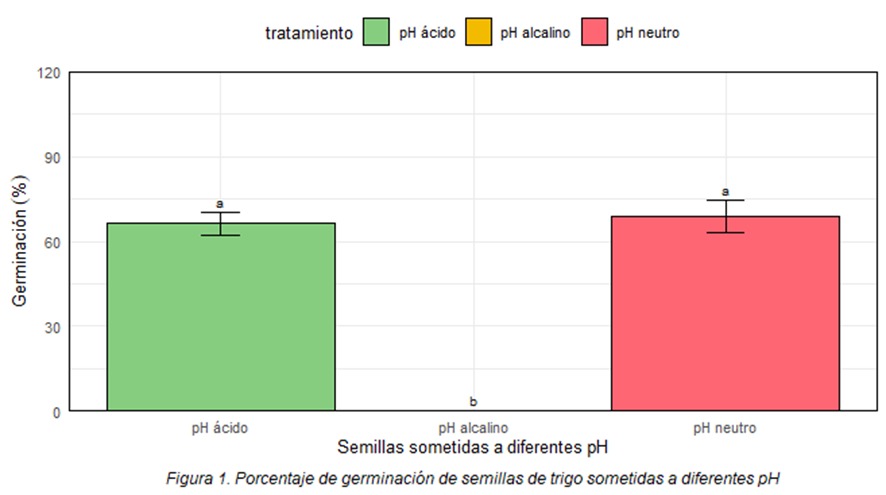 tratamiento pH ácido pH alcalino pH neutro
120
90
60
30
0
Germinación (%)
a
b
a
pH ácido pH alcalino pH neutro
Semillas sometidas a diferentes pH
Figura 1. Porcentaje de germinación de semillas de trigo sometidas a diferentes pH